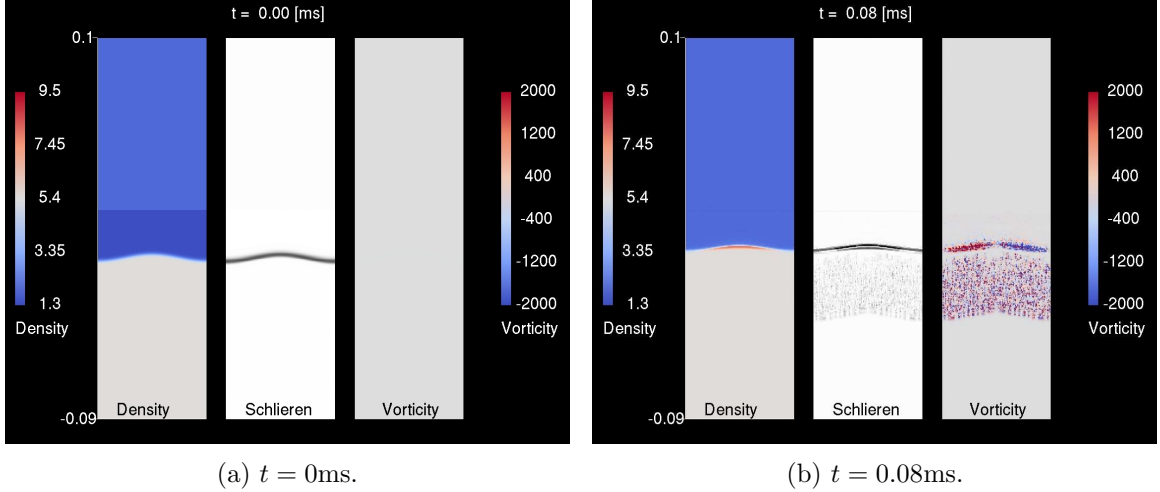 t = 0.00 [ms]
0.1
9.5
7.45
5.4
3.35
1.3
Density
-0.09
Density
Schlieren
Vorticity
2000
1200
400
-400
-1200
-2000
Vorticity
(a) t = 0ms.
t = 0.08 [ms]
0.1
9.5
7.45
5.4
3.35
1.3
Density
-0.09
Density
Schlieren
Vorticity
2000
1200
400
-400
-1200
-2000
Vorticity
(b) t = 0.08ms.